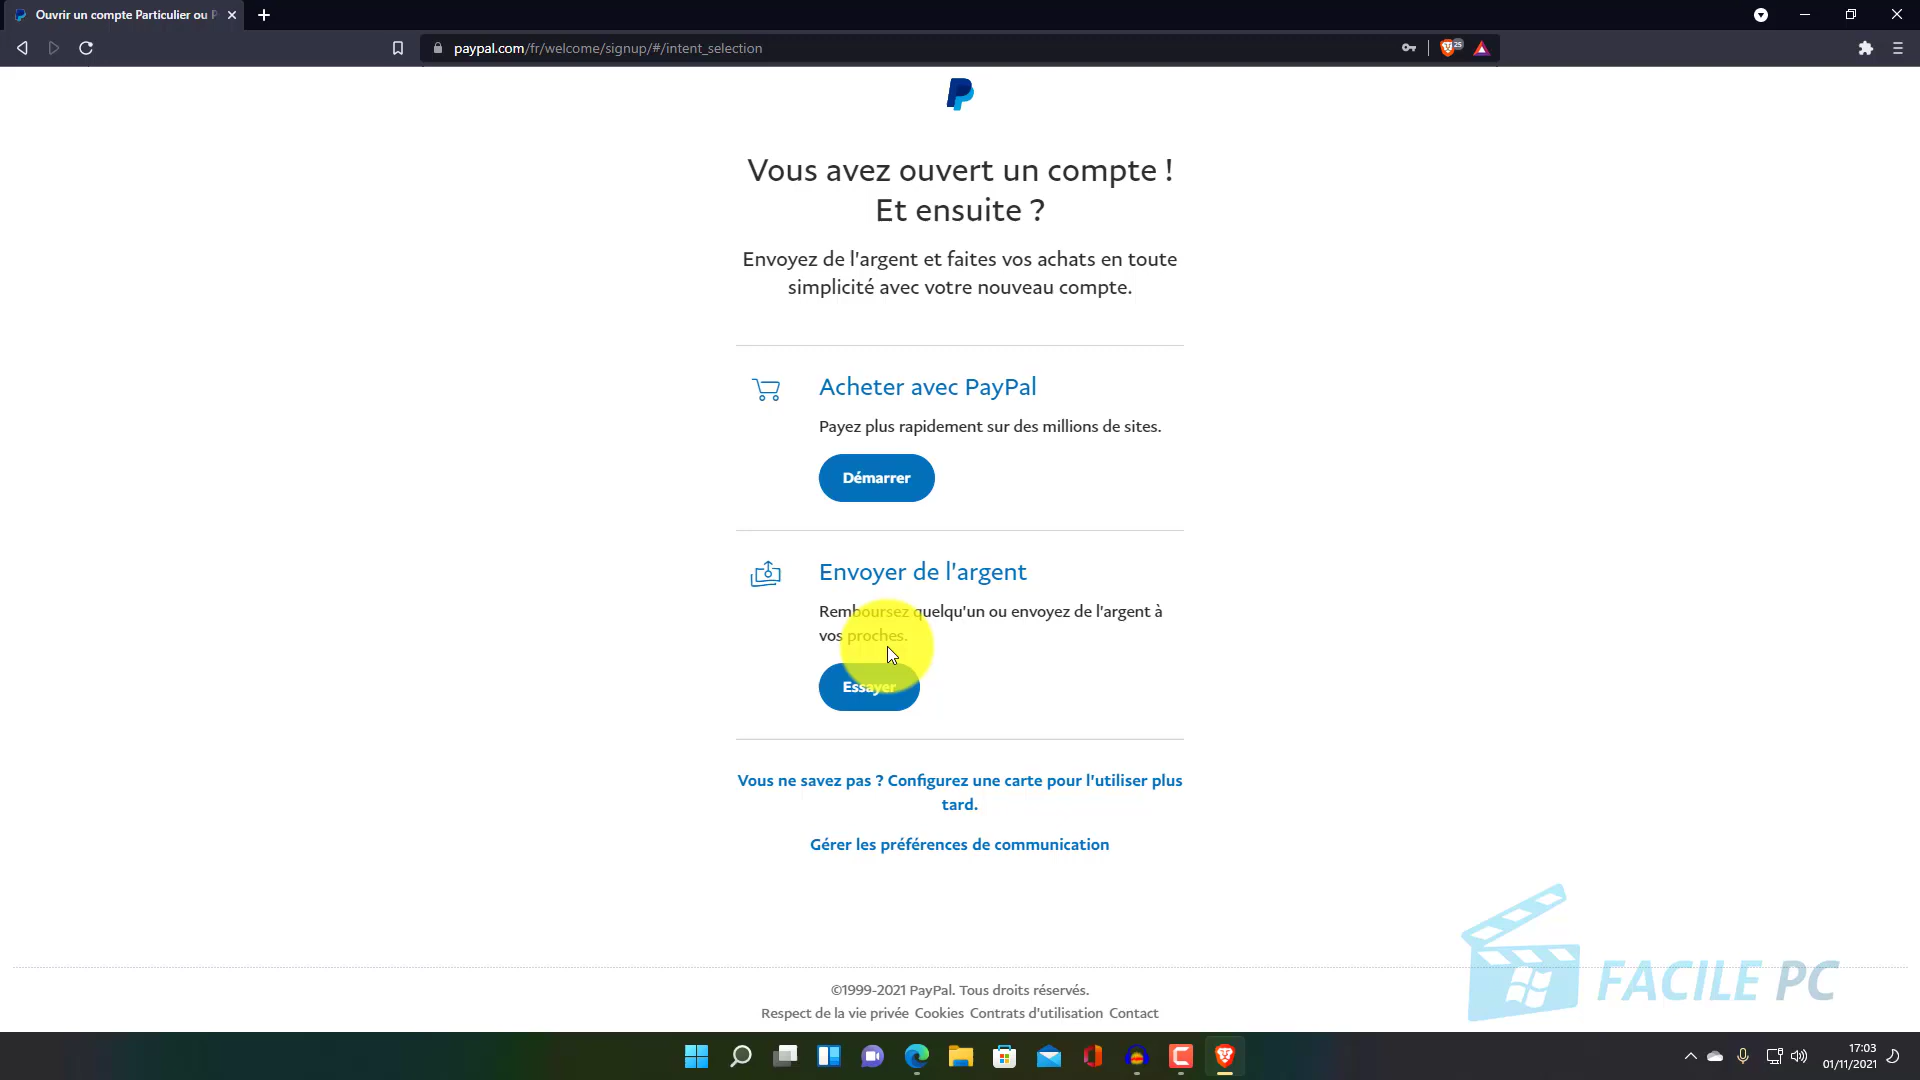 Ouvrir un compte Particulier ou P
paypal.com/fr/welcome/signup/#/intent_selection
25
Vous avez ouvert un compte !
Et ensuite ?
Envoyez de l'argent et faites vos achats en toute
simplicité avec votre nouveau compte.
Acheter avec PayPal
Payez plus rapidement sur des millions de sites.
Démarrer
Envoyer de l'argent
Remboursez quelqu'un ou envoyez de l'argent à
vos proches.
Essayer
Vous ne savez pas ? Configurez une carte pour l'utiliser plus
tard.
Gérer les préférences de communication
FACILE PC
©1999-2021 PayPal. Tous droits réservés.
Respect de la vie privée Cookies Contrats d'utilisation Contact
17:03
01/11/2021